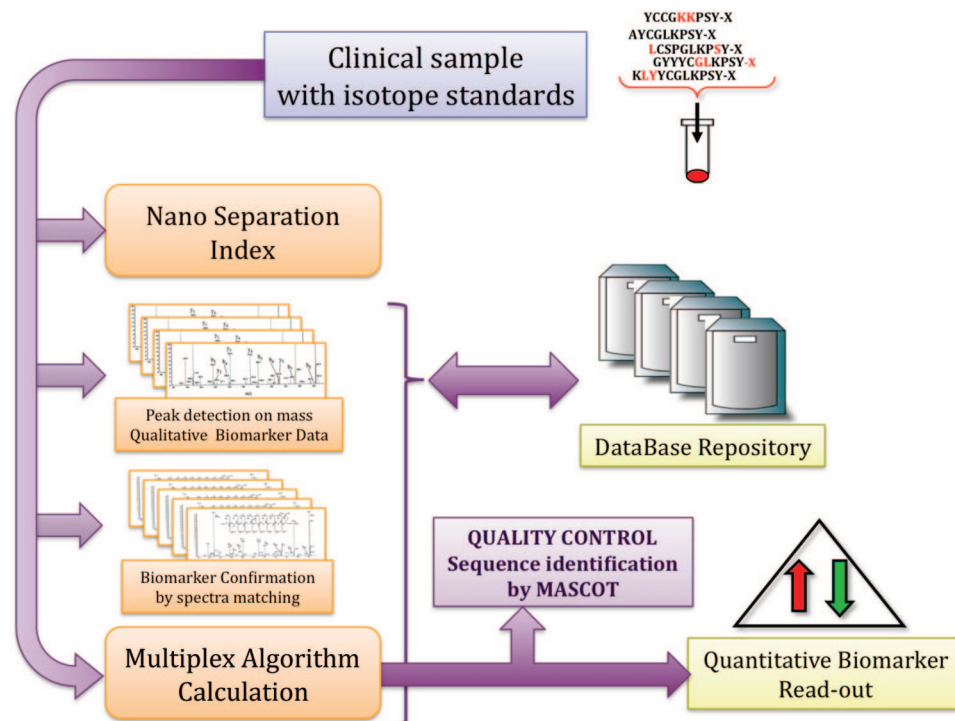 YCCGKKPSY-X
AYCGLKPSY-X
LCSPGLKPSY-X
GYYYCGLKPSY-X
KLYYCGLKPSY-X
Clinical sample
with isotope standards
Nano Separation
Index
Peak detection on mass
Qualitative Biomarker Data
DataBase Repository
Biomarker Confirmation
by spectra matching
QUALITY CONTROL
Sequence identification
by MASCOT
Multiplex Algorithm
Calculation
Quantitative Biomarker
Read-out